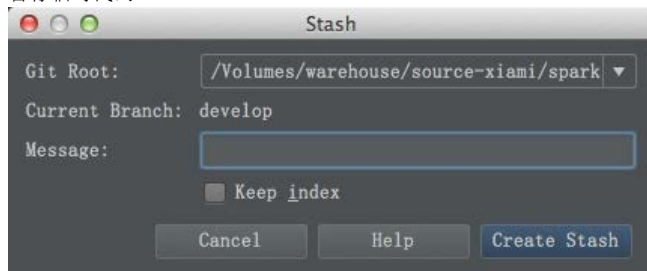 Stash
Git Root: /Volumes/warehouse/source-xiami/spark
Current Branch: develop
Message:
Keep index
Cancel Help Create Stash